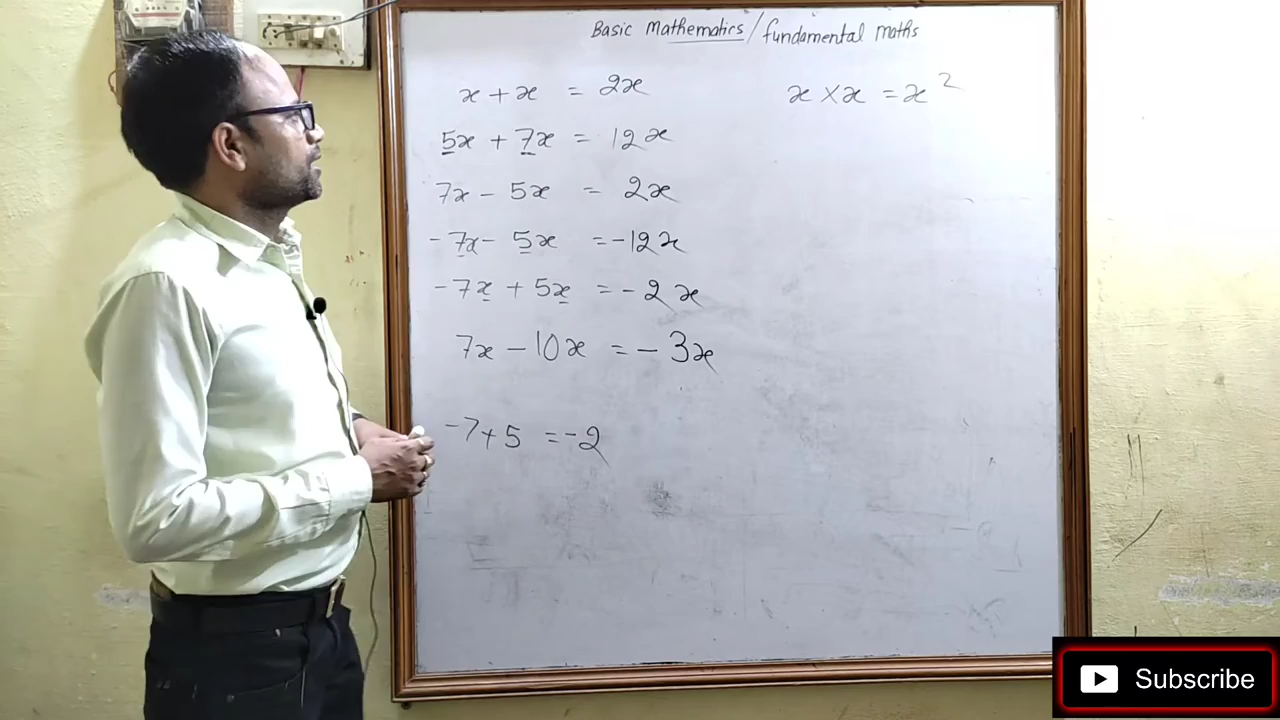 Basic Mathematics/fundamental maths
x + x = 2x
x × x = x²
5x + 7x = 12x
7x - 5x = 2x
-7x - 5x = -12x
-7x + 5x = -2x
7x - 10x = -3x
-7+5 = -2
Subscribe